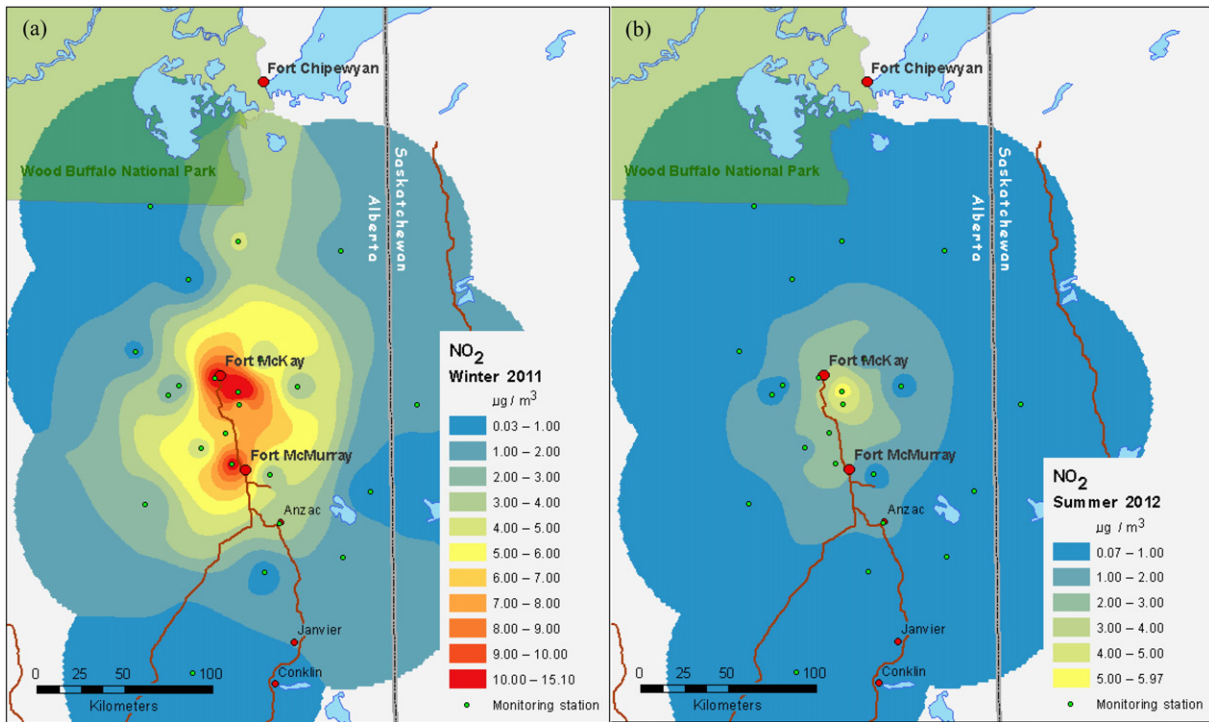 (a)
Fort Chipewyan
Wood Buffalo National Park
Saskatchewan
Alberta
Fort McKay
Fort McMurray
Anzac
Janvier
Conklin
0 50 100
Kilometers
NO2
Winter 2011
µg / m3
0.03 – 1.00
1.00 – 2.00
2.00 – 3.00
3.00 – 4.00
4.00 – 5.00
5.00 – 6.00
6.00 – 7.00
7.00 – 8.00
8.00 – 9.00
9.00 – 10.00
10.00 – 15.10
Monitoring station
(b)
Fort Chipewyan
Wood Buffalo National Park
Saskatchewan
Alberta
Fort McKay
Fort McMurray
Anzac
Janvier
Conklin
0 50 100
Kilometers
NO2
Summer 2012
µg / m3
0.07 – 1.00
1.00 – 2.00
2.00 – 3.00
3.00 – 4.00
4.00 – 5.00
5.00 – 5.97
Monitoring station